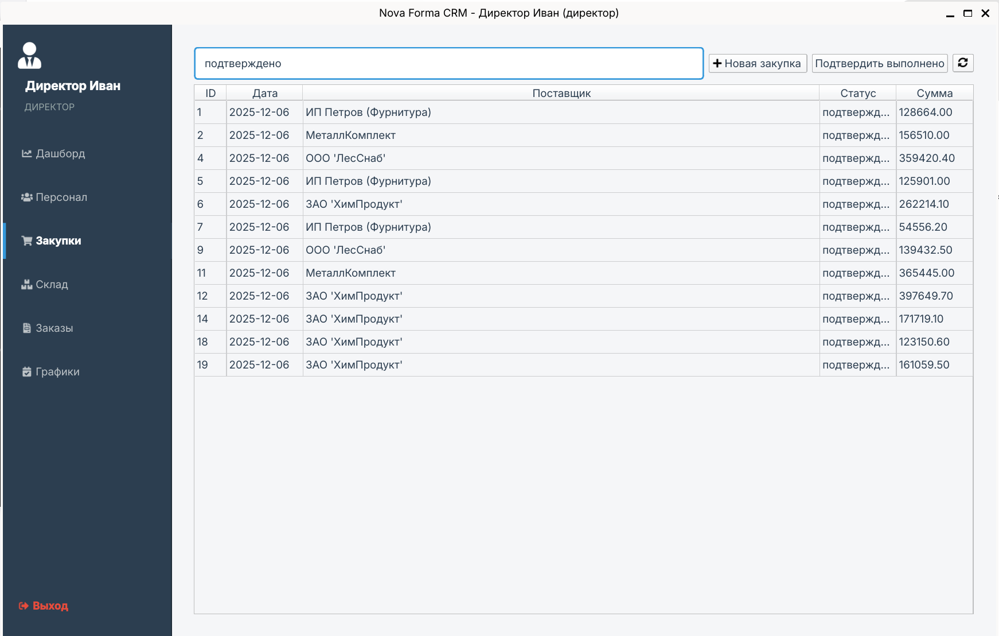 Nova Forma CRM - Директор Иван (директор)
Директор Иван
ДИРЕКТОР
Дашборд
Персонал
Закупки
Склад
Заказы
Графики
Выход
подтверждено
Новая закупка
Подтвердить выполнено
ID Дата Поставщик Статус Сумма
1 2025-12-06 ИП Петров (Фурнитура) подтвержд... 128664.00
2 2025-12-06 МеталлКомплект подтвержд... 156510.00
4 2025-12-06 ООО 'ЛесСнаб' подтвержд... 359420.40
5 2025-12-06 ИП Петров (Фурнитура) подтвержд... 125901.00
6 2025-12-06 ЗАО 'ХимПродукт' подтвержд... 262214.10
7 2025-12-06 ИП Петров (Фурнитура) подтвержд... 54556.20
9 2025-12-06 ООО 'ЛесСнаб' подтвержд... 139432.50
11 2025-12-06 МеталлКомплект подтвержд... 365445.00
12 2025-12-06 ЗАО 'ХимПродукт' подтвержд... 397649.70
14 2025-12-06 ЗАО 'ХимПродукт' подтвержд... 171719.10
18 2025-12-06 ЗАО 'ХимПродукт' подтвержд... 123150.60
19 2025-12-06 ЗАО 'ХимПродукт' подтвержд... 161059.50